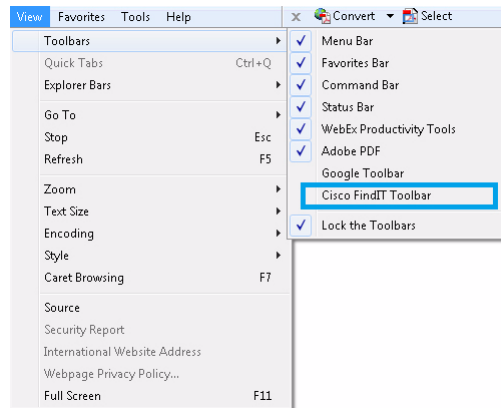 View Favorites Tools Help
x Convert Select
Toolbars
Quick Tabs Ctrl+Q
Explorer Bars
Go To
Stop Esc
Refresh F5
Zoom
Text Size
Encoding
Style
Caret Browsing F7
Source
Security Report
International Website Address
Webpage Privacy Policy...
Full Screen F11
Menu Bar
Favorites Bar
Command Bar
Status Bar
WebEx Productivity Tools
Adobe PDF
Google Toolbar
Cisco FindIT Toolbar
Lock the Toolbars